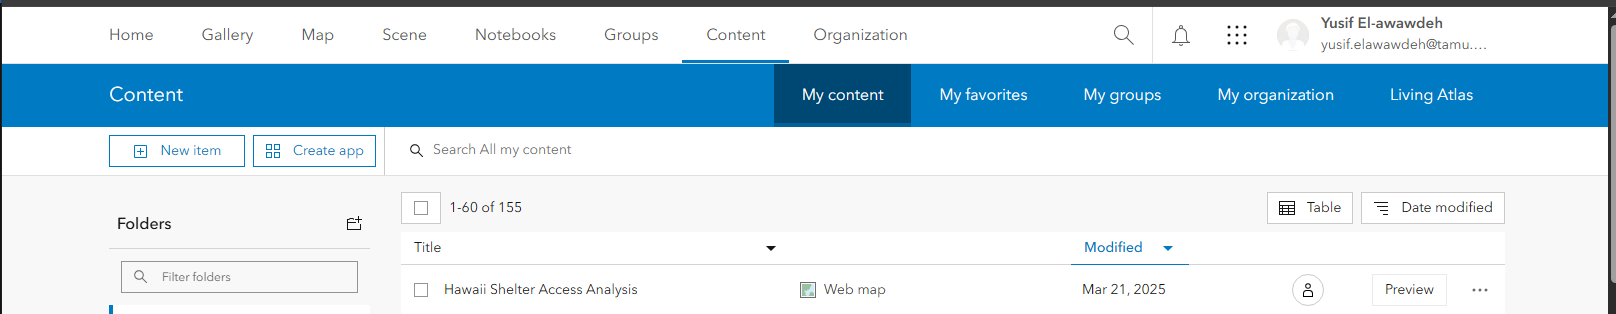 Home Gallery Map Scene Notebooks Groups Content Organization
Yusif El-awawdeh
yusif.elawawdeh@tamu....
Content My content My favorites My groups My organization Living Atlas
New item Create app Search All my content
Folders
Filter folders
1-60 of 155 Table Date modified
Title Modified
Hawaii Shelter Access Analysis Web map Mar 21, 2025 Preview